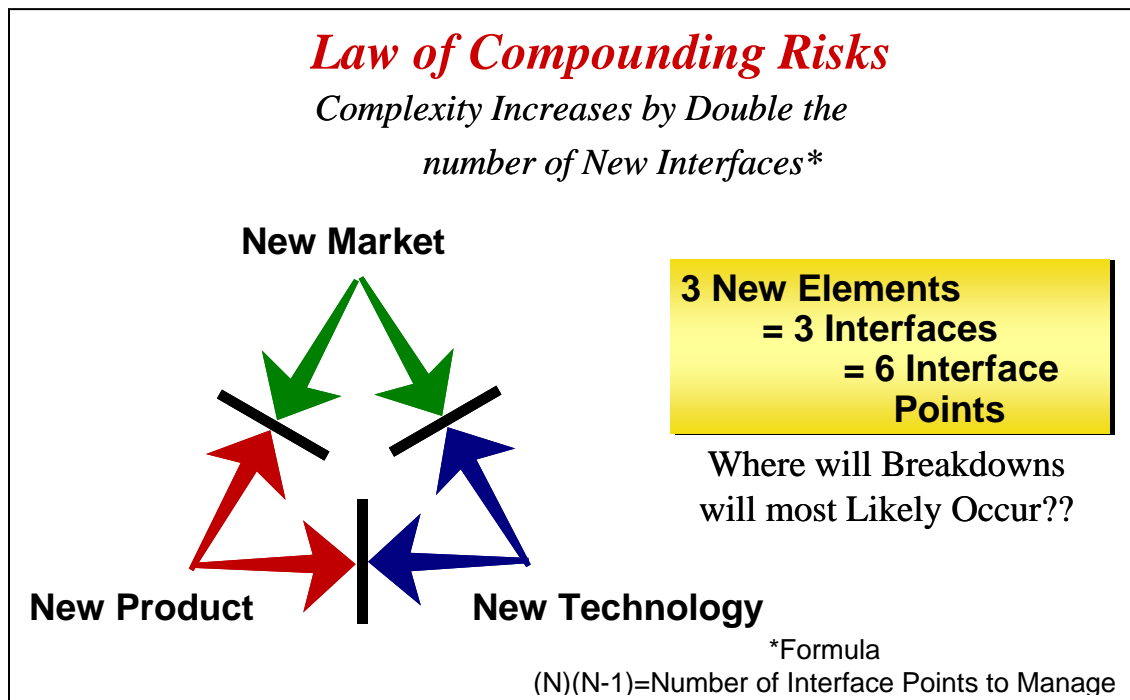 Law of Compounding Risks
Complexity Increases by Double the
number of New Interfaces*
New Market
3 New Elements
= 3 Interfaces
= 6 Interface
Points
Where will Breakdowns
will most Likely Occur??
New Product
New Technology
*Formula
(N)(N-1)=Number of Interface Points to Manage